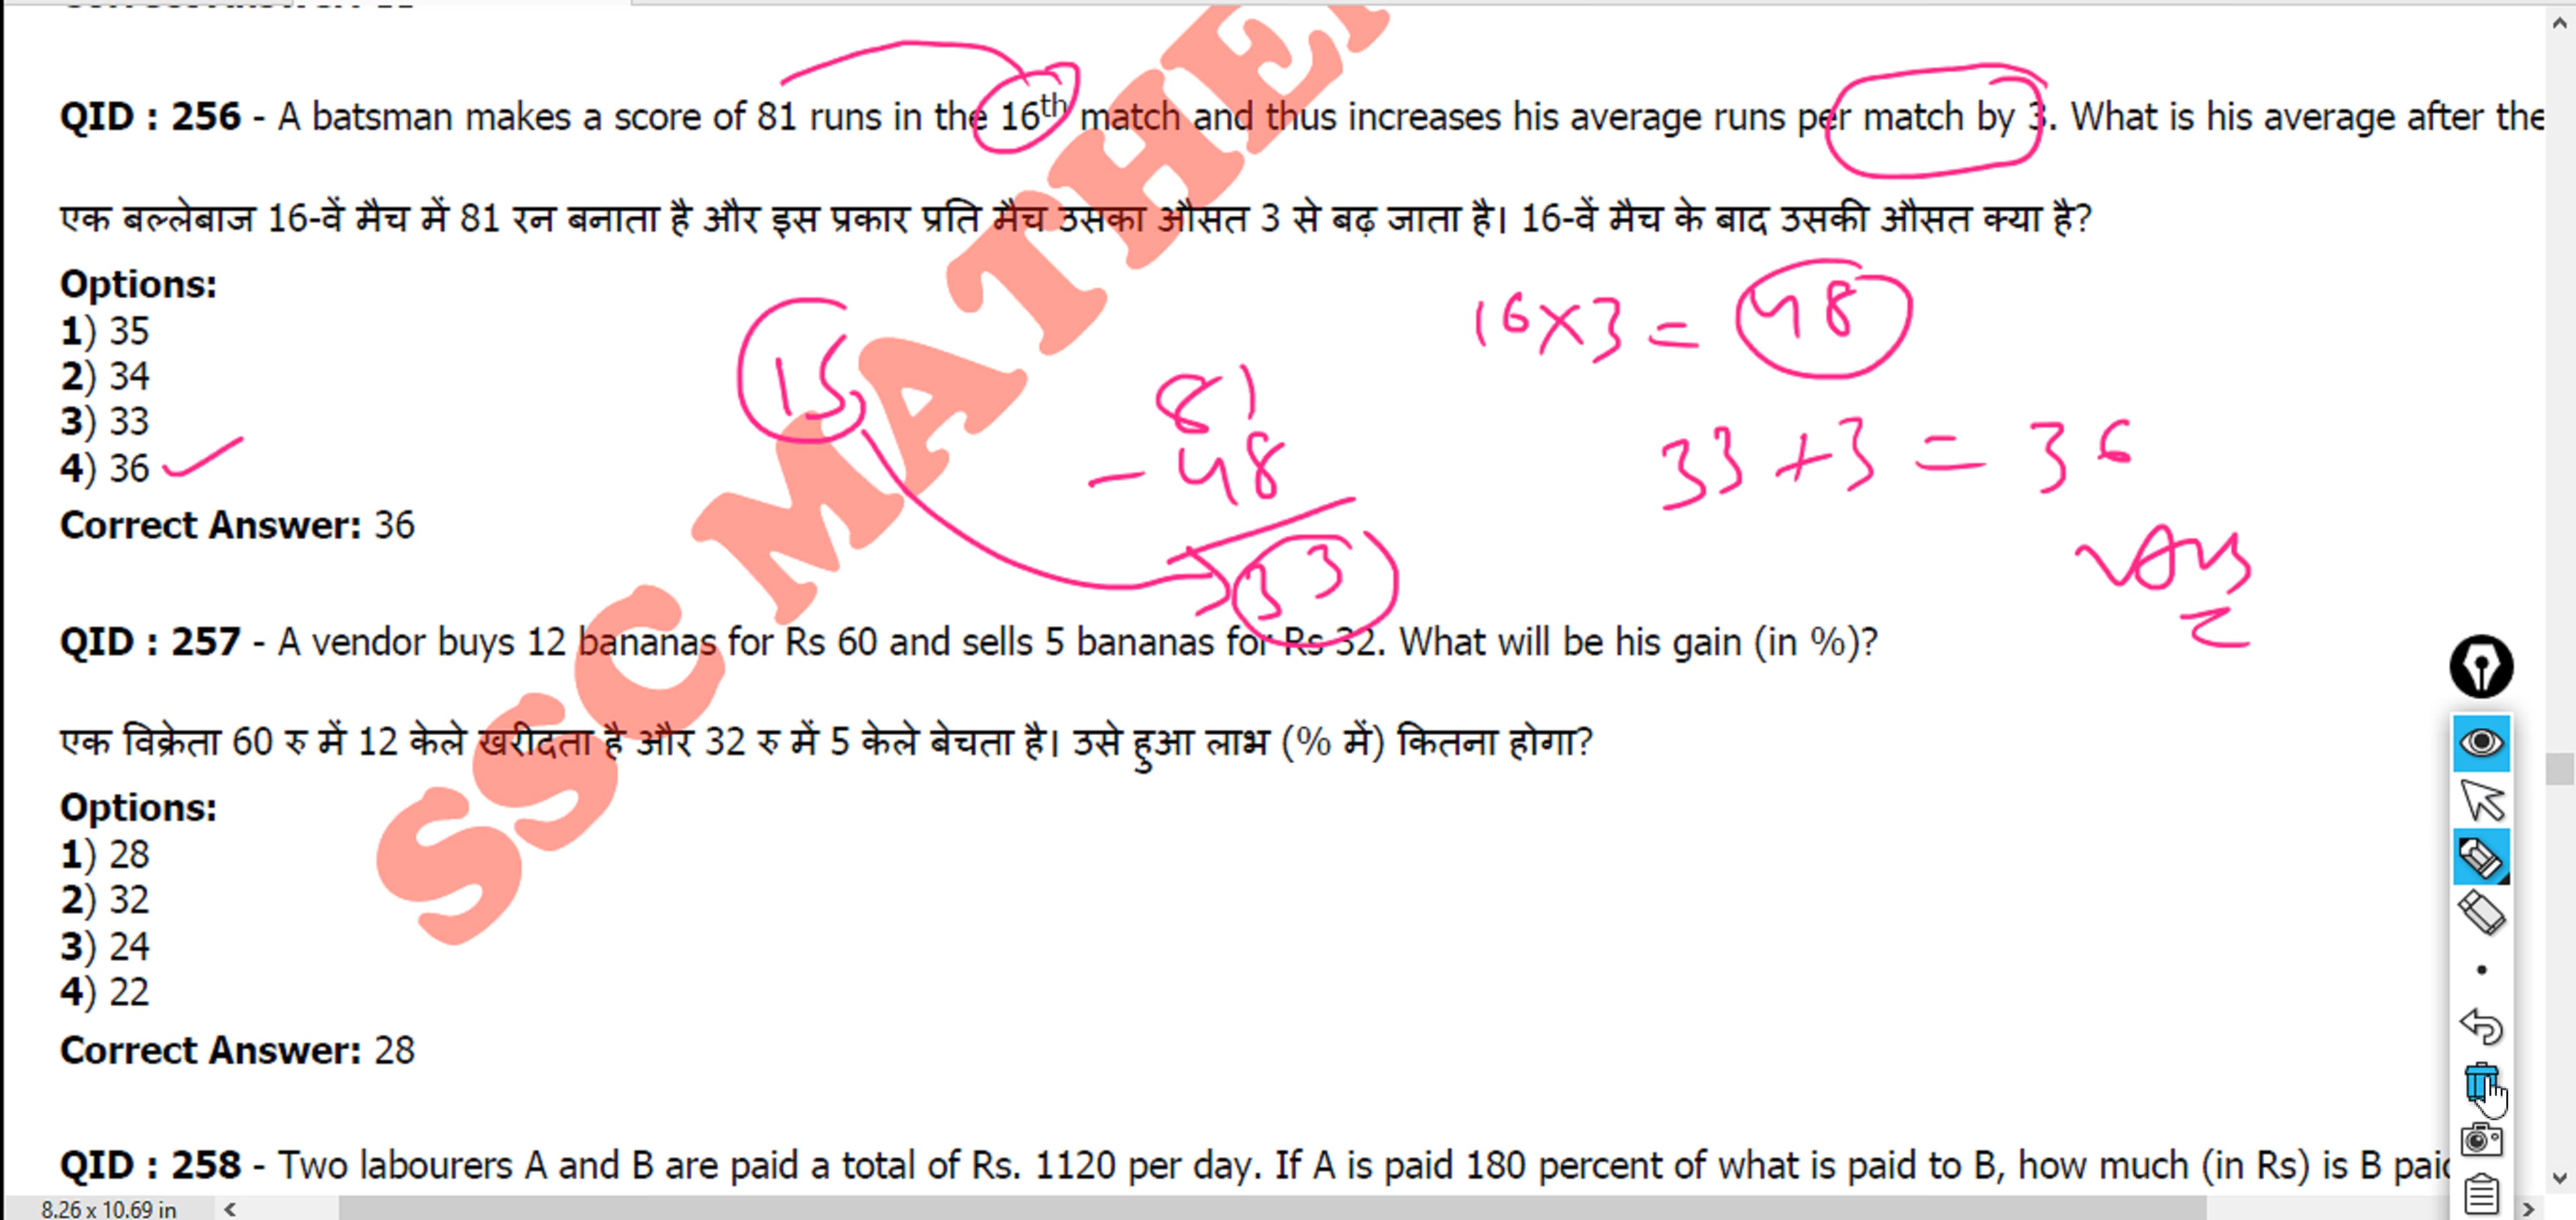 QID : 256 - A batsman makes a score of 81 runs in the 16th match and thus increases his average runs per match by 3. What is his average after the
एक बल्लेबाज 16-वें मैच में 81 रन बनाता है और इस प्रकार प्रति मैच उसका औसत 3 से बढ़ जाता है। 16-वें मैच के बाद उसकी औसत क्या है?
Options:
1) 35
2) 34
3) 33
4) 36
Correct Answer: 36
15
81
- 48
33
16×3 = 48
33+3 = 36
Ans
SSC MATHE
QID : 257 - A vendor buys 12 bananas for Rs 60 and sells 5 bananas for Rs 32. What will be his gain (in %)?
एक विक्रेता 60 रु में 12 केले खरीदता है और 32 रु में 5 केले बेचता है। उसे हुआ लाभ (% में) कितना होगा?
Options:
1) 28
2) 32
3) 24
4) 22
Correct Answer: 28
QID : 258 - Two labourers A and B are paid a total of Rs. 1120 per day. If A is paid 180 percent of what is paid to B, how much (in Rs) is B paid
8.26 x 10.69 in